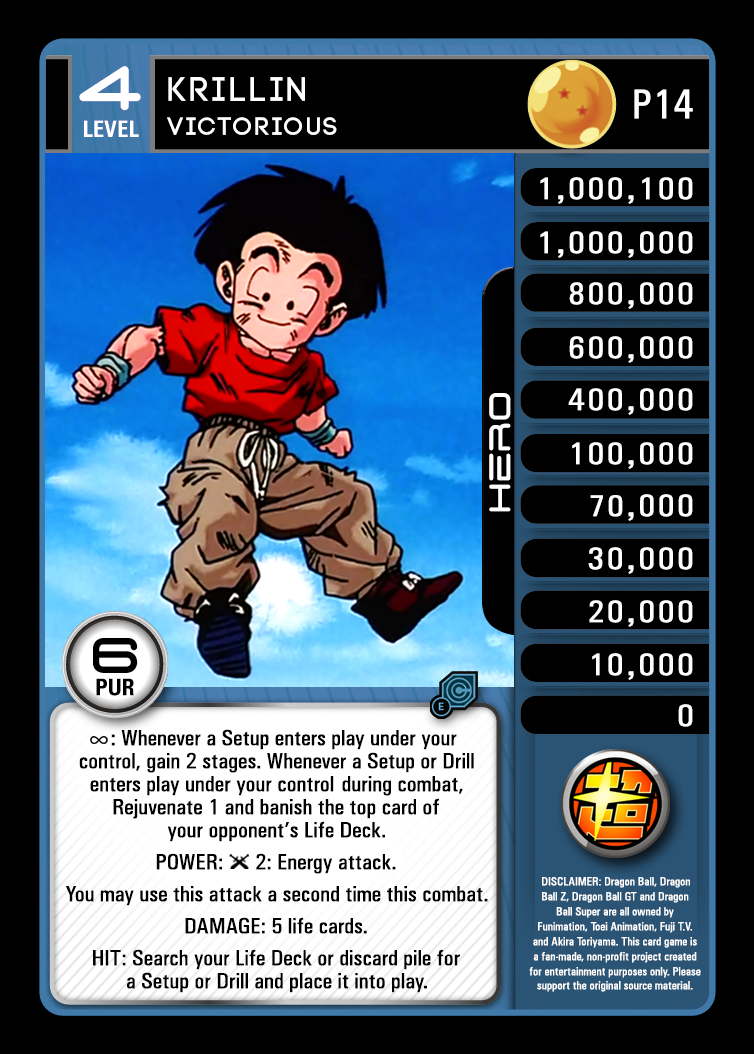 4
LEVEL
KRILLIN
VICTORIOUS
P14
1,000,100
1,000,000
800,000
600,000
400,000
100,000
70,000
30,000
20,000
10,000
0
HERO
6
PUR
E
∞: Whenever a Setup enters play under your
control, gain 2 stages. Whenever a Setup or Drill
enters play under your control during combat,
Rejuvenate 1 and banish the top card of
your opponent's Life Deck.
POWER: 2: Energy attack.
You may use this attack a second time this combat.
DAMAGE: 5 life cards.
HIT: Search your Life Deck or discard pile for
a Setup or Drill and place it into play.
DISCLAIMER: Dragon Ball, Dragon
Ball Z, Dragon Ball GT and Dragon
Ball Super are all owned by
Funimation, Toei Animation, Fuji T.V.
and Akira Toriyama. This card game is
a fan-made, non-profit project created
for entertainment purposes only. Please
support the original source material.